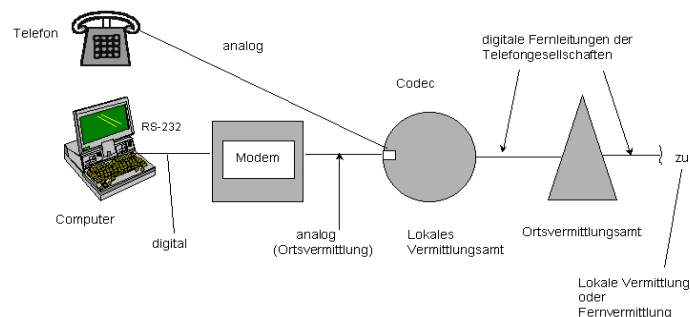 Telefon
analog
digitale Fernleitungen der
Telefongesellschaften
Codec
RS-232
Modem
zu
Computer
digital
analog
(Ortsvermittlung)
Lokales
Vermittlungsamt
Ortsvermittlungsamt
Lokale Vermittlung
oder
Fernvermittlung